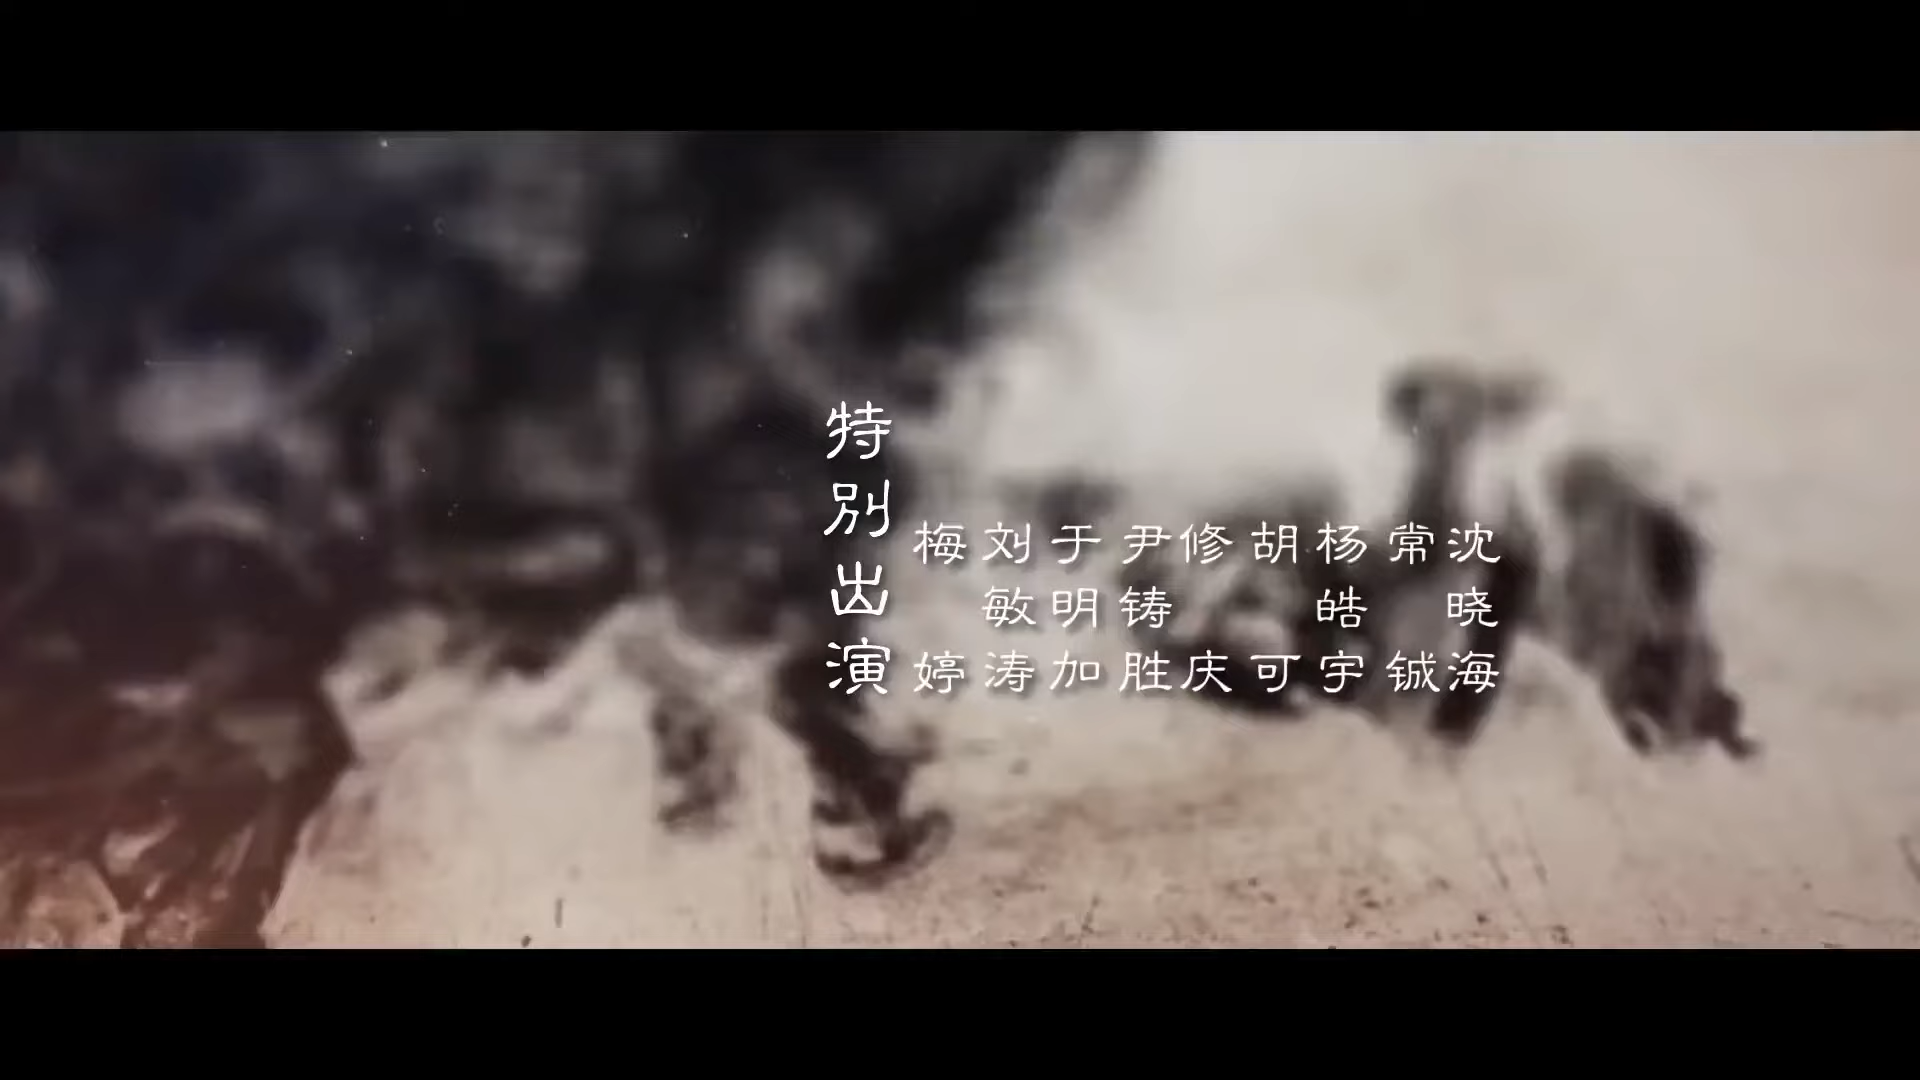 特别出演
梅婷
刘敏涛
于明加
尹铸胜
修庆
胡可
杨皓宇
常铖
沈晓海